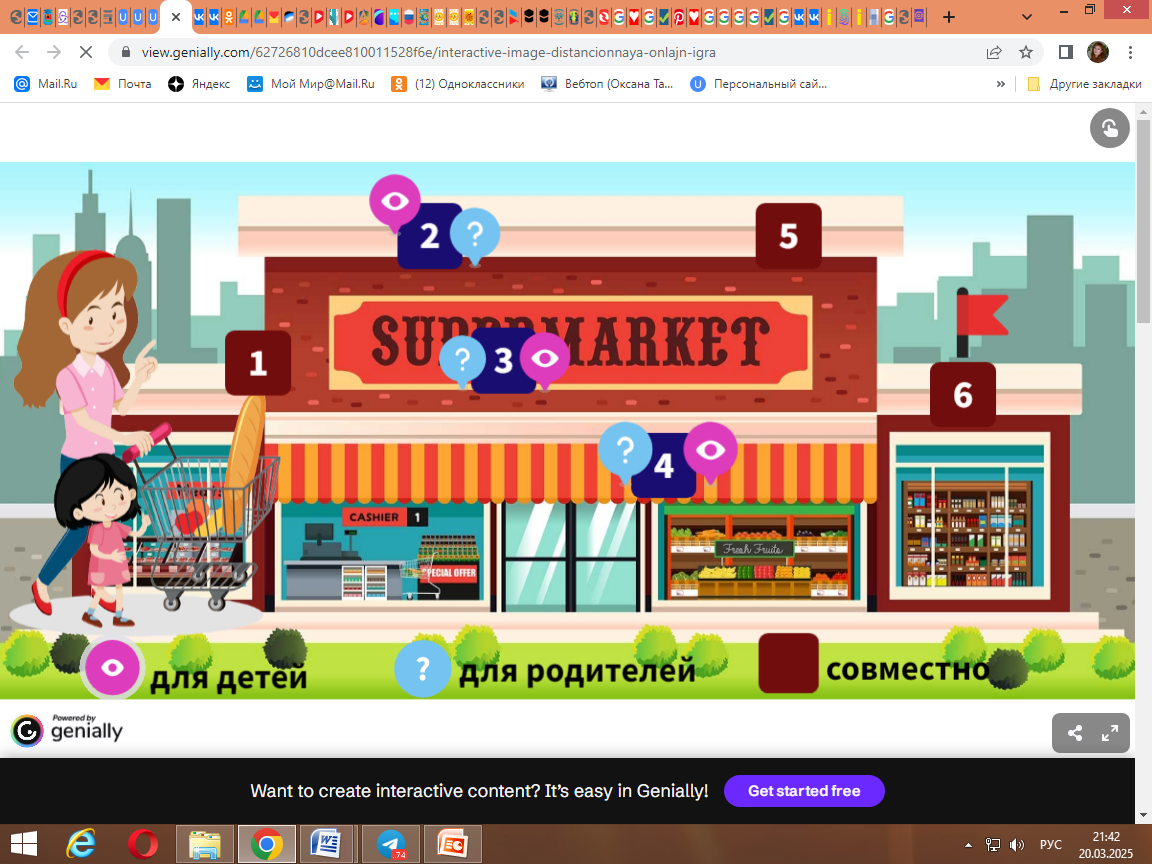 view.genially.com/62726810dcee810011528f6e/interactive-image-distancionnaya-onlajn-igra
Mail.Ru
Почта
Яндекс
Мой Мир@Mail.Ru
(12) Одноклассники
Вебтоп (Оксана Та...
Персональный сай...
»
Другие закладки
2
?
5
SUPERMARKET
1
?
3
6
?
4
CASHIER 1
SPECIAL OFFER
Fresh Fruits
для детей
?
для родителей
совместно
Powered by
genially
Want to create interactive content? It's easy in Genially!
Get started free
.74
РУС
21:42
20.03.2025